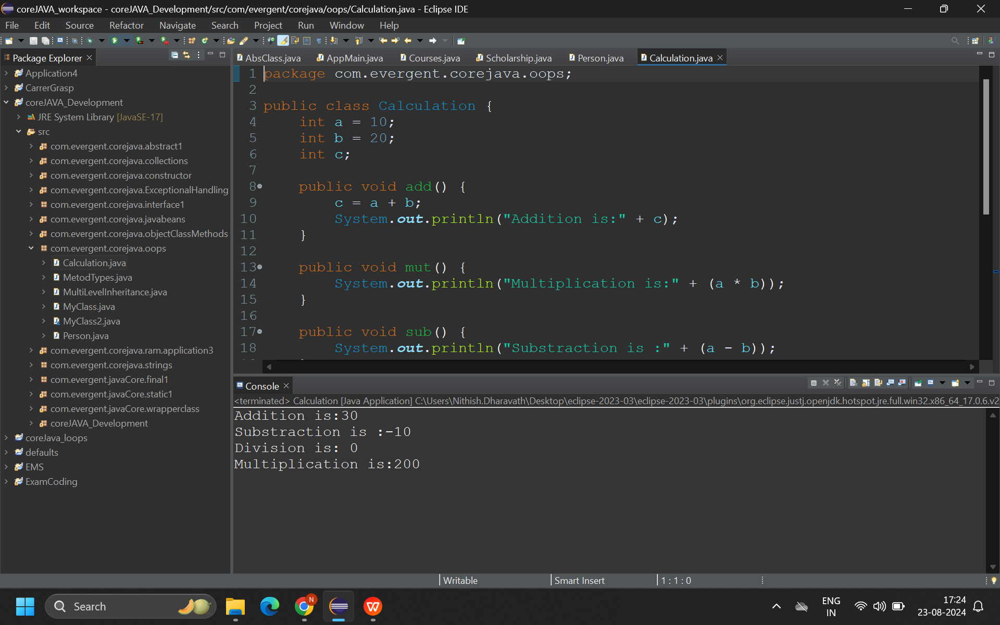 coreJAVA_workspace - coreJAVA_Development/src/com/evergent/corejava/oops/Calculation.java - Eclipse IDE
File Edit Source Refactor Navigate Search Project Run Window Help
Package Explorer
Application4
CarrerGrasp
coreJAVA_Development
JRE System Library [JavaSE-17]
src
com.evergent.corejava.abstract1
com.evergent.corejava.collections
com.evergent.corejava.constructor
com.evergent.corejava.ExceptionalHandling
com.evergent.corejava.interface1
com.evergent.corejava.javabeans
com.evergent.corejava.objectClassMethods
com.evergent.corejava.oops
Calculation.java
MetodTypes.java
MultiLevelInheritance.java
MyClass.java
MyClass2.java
Person.java
com.evergent.corejava.ram.application3
com.evergent.corejava.strings
com.evergent.javaCore.final1
com.evergent.javaCore.static1
com.evergent.javaCore.wrapperclass
coreJAVA_Development
coreJava_loops
defaults
EMS
ExamCoding
AbsClass.java AppMain.java Courses.java Scholarship.java Person.java Calculation.java
1 package com.evergent.corejava.oops;
2
3 public class Calculation {
4 int a = 10;
5 int b = 20;
6 int c;
7
8 public void add() {
9 c = a + b;
10 System.out.println("Addition is:" + c);
11 }
12
13 public void mut() {
14 System.out.println("Multiplication is:" + (a * b));
15 }
16
17 public void sub() {
18 System.out.println("Substraction is :" + (a - b));
Console
<terminated> Calculation [Java Application] C:\Users\Nithish.Dharavath\Desktop\eclipse-2023-03\eclipse-2023-03\plugins\org.eclipse.justj.openjdk.hotspot.jre.full.win32.x86_64_17.0.6.v2
Addition is:30
Substraction is :-10
Division is: 0
Multiplication is:200
Writable Smart Insert 1 : 1 : 0
Search
N
W
ENG
IN
17:24
23-08-2024